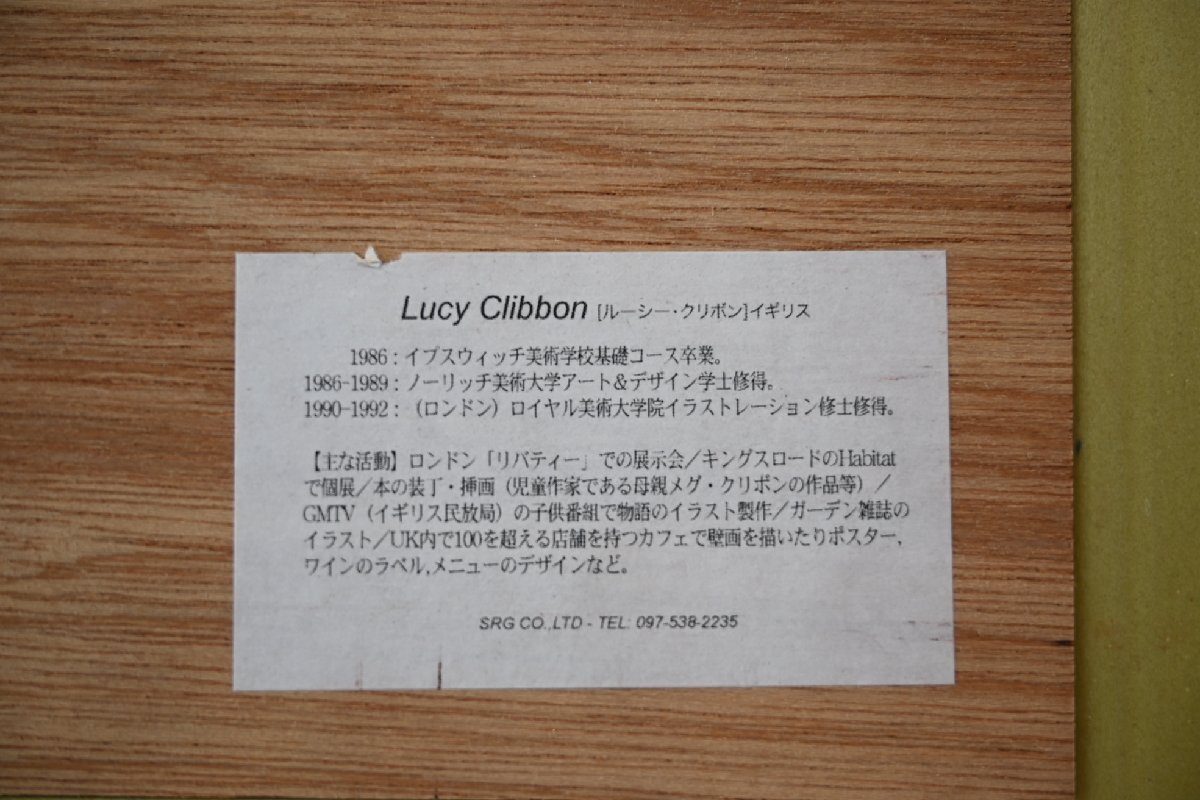 Lucy Clibbon [ルーシー・クリボン]イギリス
1986 : イプスウィッチ美術学校基礎コース卒業。
1986-1989 : ノーリッチ美術大学アート＆デザイン学士修得。
1990-1992 : （ロンドン）ロイヤル美術大学院イラストレーション修士修得。
【主な活動】ロンドン「リバティー」での展示会／キングスロードのHabitat
で個展／本の装丁・挿画（児童作家である母親メグ・クリボンの作品等）／
GMTV（イギリス民放局）の子供番組で物語のイラスト製作／ガーデン雑誌の
イラスト／UK内で100を超える店舗を持つカフェで壁画を描いたりポスター,
ワインのラベル,メニューのデザインなど。
SRG CO.,LTD - TEL: 097-538-2235